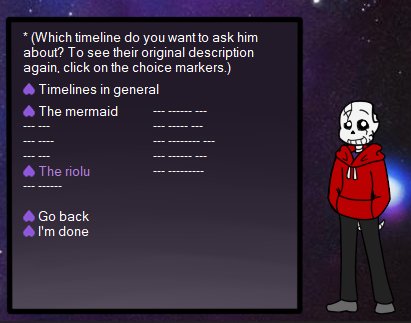 * (Which timeline do you want to ask him
about? To see their original description
again, click on the choice markers.)
Timelines in general
The mermaid
--- ---
--- ----
--- ---
The riolu
--- ------
--- ------ ---
--- ----- ---
--- -------- ---
--- ------ ---
--- ---------
Go back
I'm done